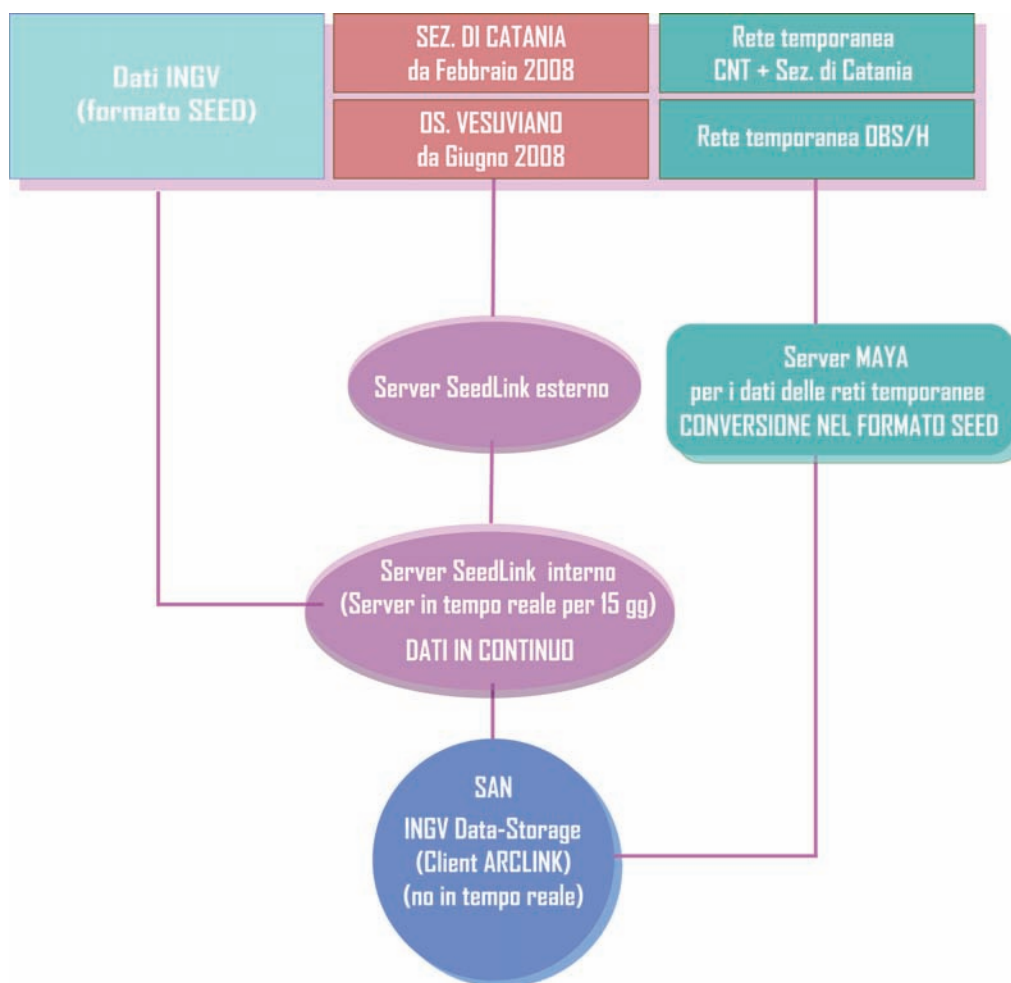 Dati INGV
(formato SEED)
SEZ. DI CATANIA
da Febbraio 2008
OS. VESUVIANO
da Giugno 2008
Rete temporanea
CNT + Sez. di Catania
Rete temporanea OBS/H
Server SeedLink esterno
Server MAYA
per i dati delle reti temporanee
CONVERSIONE NEL FORMATO SEED
Server SeedLink interno
(Server in tempo reale per 15 gg)
DATI IN CONTINUO
SAN
INGV Data-Storage
(Client ARCLINK)
(no in tempo reale)